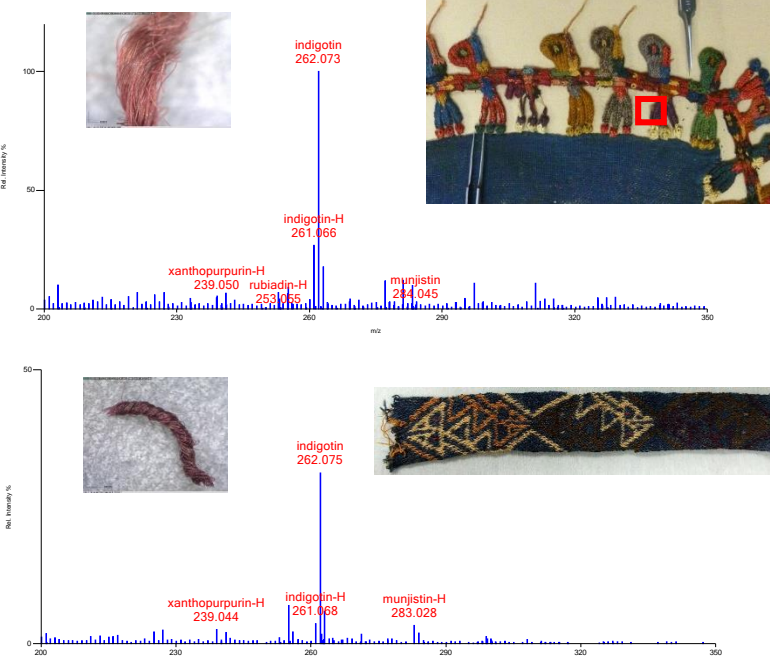 indigotin
262.073
100
indigotin-H
261.066
50
xanthopurpurin-H
239.050
rubiadin-H
253.055
munjistin
284.045
0
200
230
260
290
320
350
m/z
Rel. Intensity %
50
indigotin
262.075
Rel. Intensity %
xanthopurpurin-H
239.044
indigotin-H
261.068
munjistin-H
283.028
0
200
230
260
290
320
350